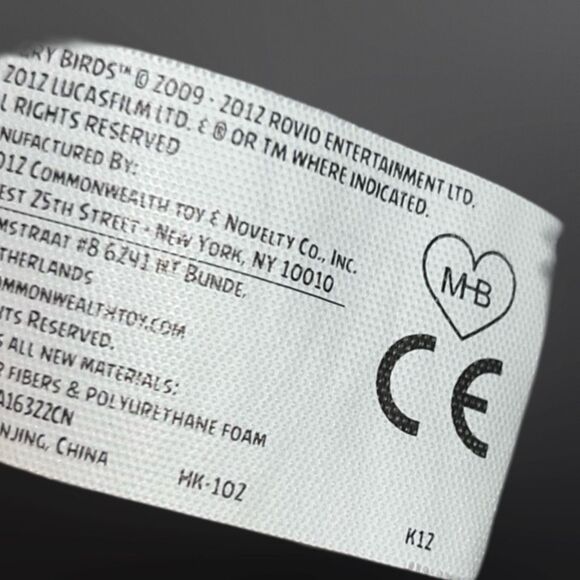 RY BIRDS™ © 2009 - 2012 ROVIO ENTERTAINMENT LTD.
2012 LUCASFILM LTD. & ® OR TM WHERE INDICATED.
L RIGHTS RESERVED
NUFACTURED BY:
012 COMMONWEALTH TOY & NOVELTY CO., INC.
EST 25TH STREET - NEW YORK, NY 10010
MSTRAAT #8 6241 HT BUNDE,
THERLANDS
OMMONWEALTHTOY.COM
HTS RESERVED.
S ALL NEW MATERIALS:
R FIBERS & POLYURETHANE FOAM
A16322CN
NJING, CHINA
HK-102
K12
M-B
CE